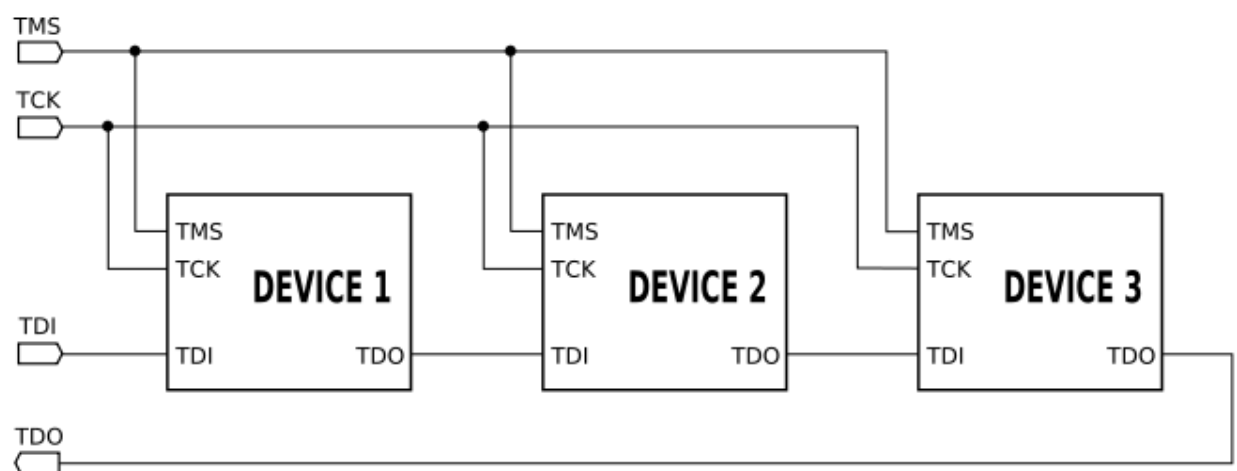 TMS
TCK
TMS
TCK
DEVICE 1
TDI
TDO
TMS
TCK
DEVICE 2
TDI
TDO
TMS
TCK
DEVICE 3
TDI
TDO
TDI
TDO